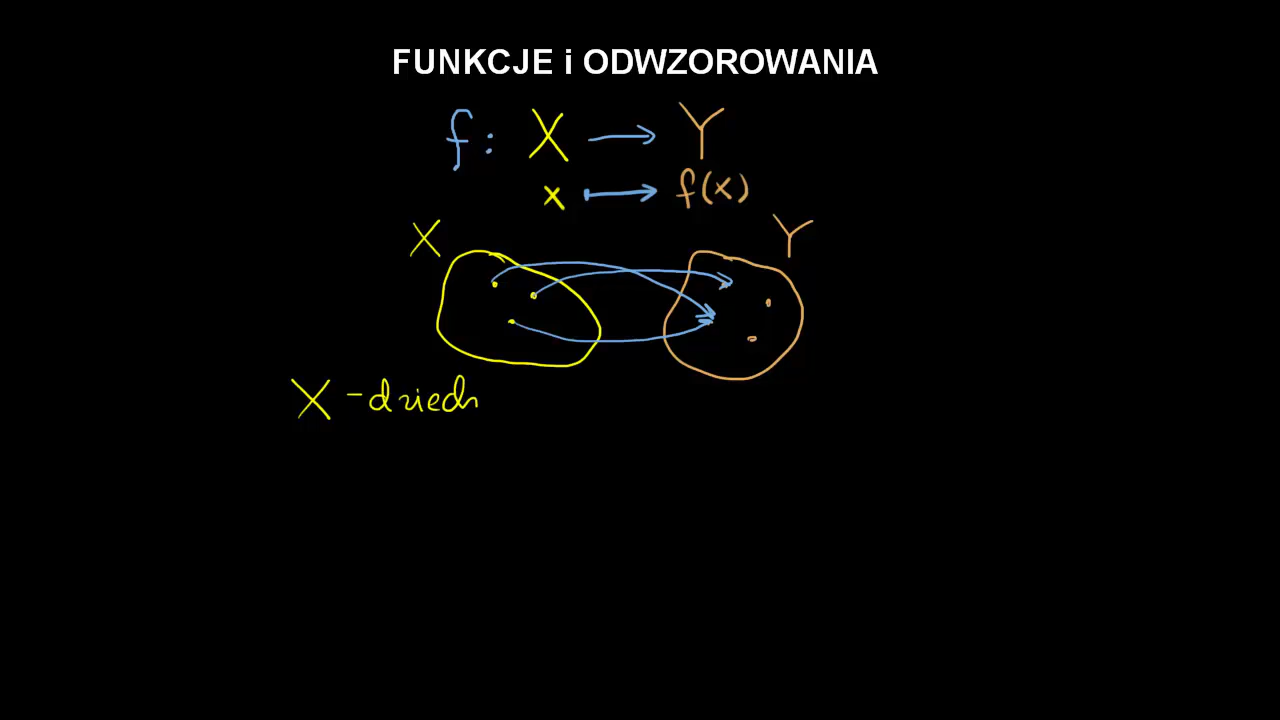 FUNKCJE i ODWZOROWANIA
f: X → Y
x ↦ f(x)
X Y
X - dziedz